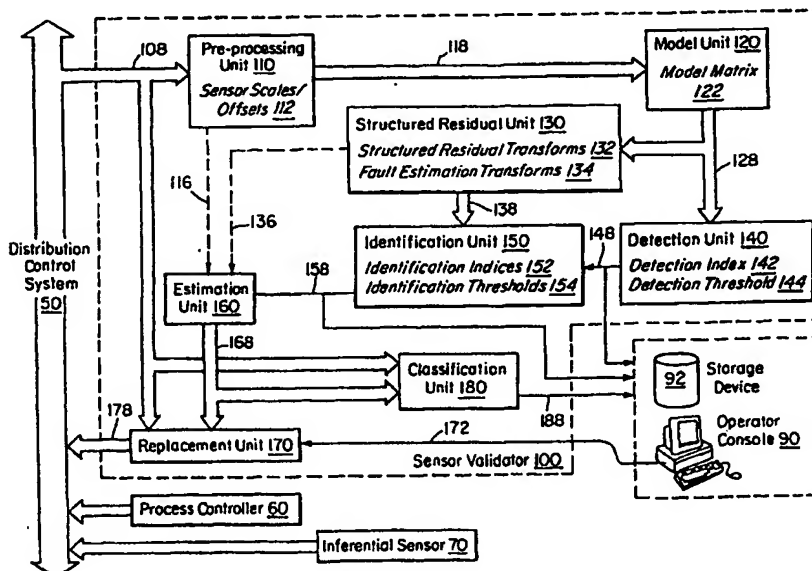 108
Pre-processing
Unit 110
Sensor Scales/
Offsets 112
118
Model Unit 120
Model Matrix
122
Structured Residual Unit 130
Structured Residual Transforms 132
Fault Estimation Transforms 134
128
116
136
138
Distribution
Control
System
50
Identification
Unit 150
Identification Indices 152
Identification Thresholds 154
148
Detection Unit 140
Detection Index 142
Detection Threshold 144
158
Estimation
Unit 160
168
Classification
Unit 180
188
92
Storage
Device
Operator
Console 90
178
Replacement Unit 170
172
Sensor Validator 100
Process Controller 60
Inferential Sensor 70